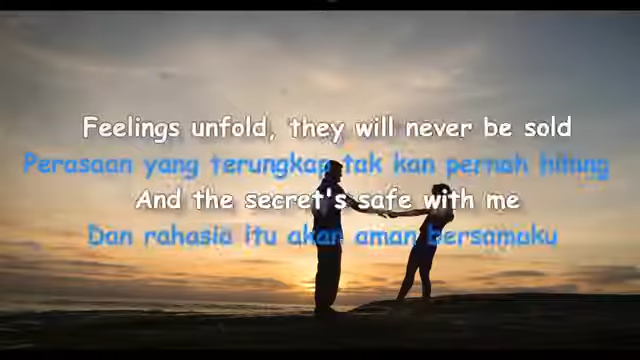 Feelings unfold, they will never be sold
Perasaan yang terungkap tak kan pernah hilang
And the secret's safe with me
Dan rahasia itu akan aman bersamaku